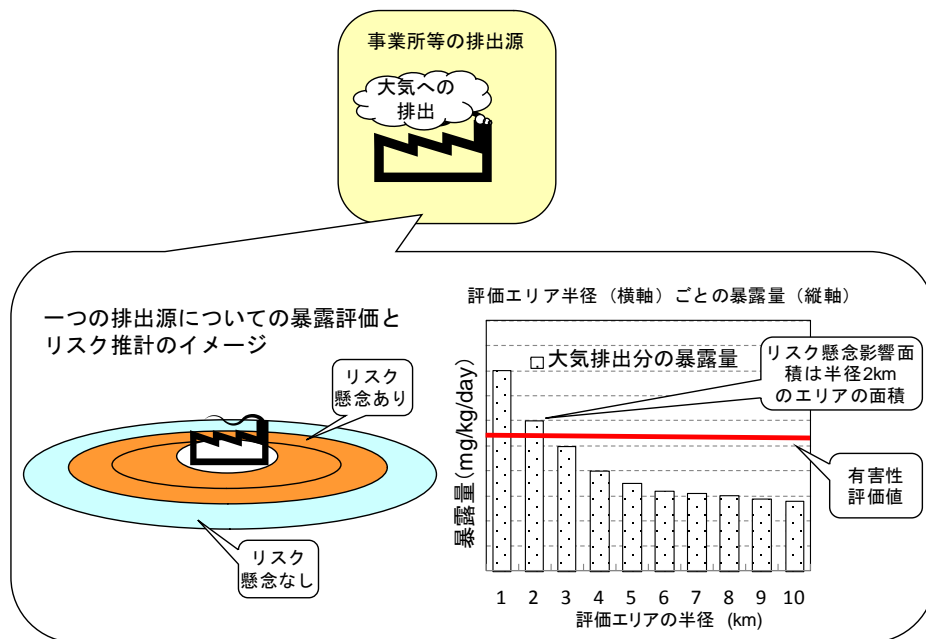 事業所等の排出源
大気への
排出
一つの排出源についての暴露評価と
リスク推計のイメージ
リスク
懸念あり
リスク
懸念なし
評価エリア半径（横軸）ごとの暴露量（縦軸）
大気排出分の暴露量
リスク懸念影響面
積は半径2km
のエリアの面積
有害性
評価値
暴露量(mg/kg/day)
1 2 3 4 5 6 7 8 9 10
評価エリアの半径 (km)